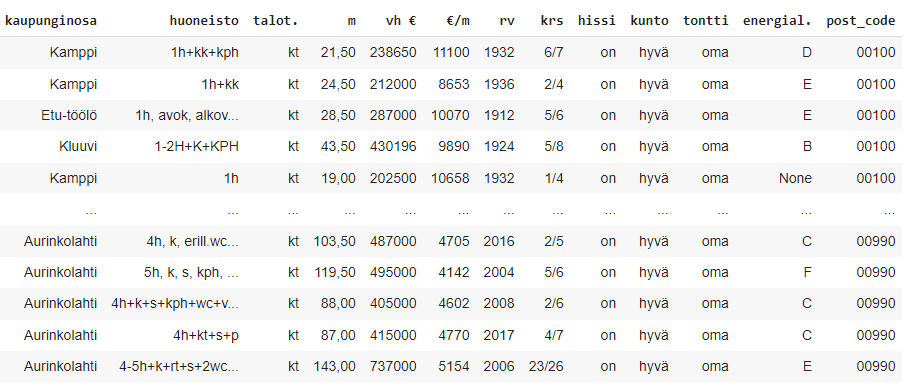 kaupunginosa huoneisto talot. m vh € €/m rv krs hissi kunto tontti energial. post_code
Kamppi 1h+kk+kph kt 21,50 238650 11100 1932 6/7 on hyvä oma D 00100
Kamppi 1h+kk kt 24,50 212000 8653 1936 2/4 on hyvä oma E 00100
Etu-töölö 1h, avok, alkov... kt 28,50 287000 10070 1912 5/6 on hyvä oma E 00100
Kluuvi 1-2H+K+KPH kt 43,50 430196 9890 1924 5/8 on hyvä oma B 00100
Kamppi 1h kt 19,00 202500 10658 1932 1/4 on hyvä oma None 00100
... ... ... ... ... ... ... ... ... ... ... ... ...
Aurinkolahti 4h, k, erill.wc... kt 103,50 487000 4705 2016 2/5 on hyvä oma C 00990
Aurinkolahti 5h, k, s, kph, ... kt 119,50 495000 4142 2004 5/6 on hyvä oma F 00990
Aurinkolahti 4h+k+s+kph+wc+v... kt 88,00 405000 4602 2008 2/6 on hyvä oma C 00990
Aurinkolahti 4h+kt+s+p kt 87,00 415000 4770 2017 4/7 on hyvä oma C 00990
Aurinkolahti 4-5h+k+rt+s+2wc... kt 143,00 737000 5154 2006 23/26 on hyvä oma E 00990